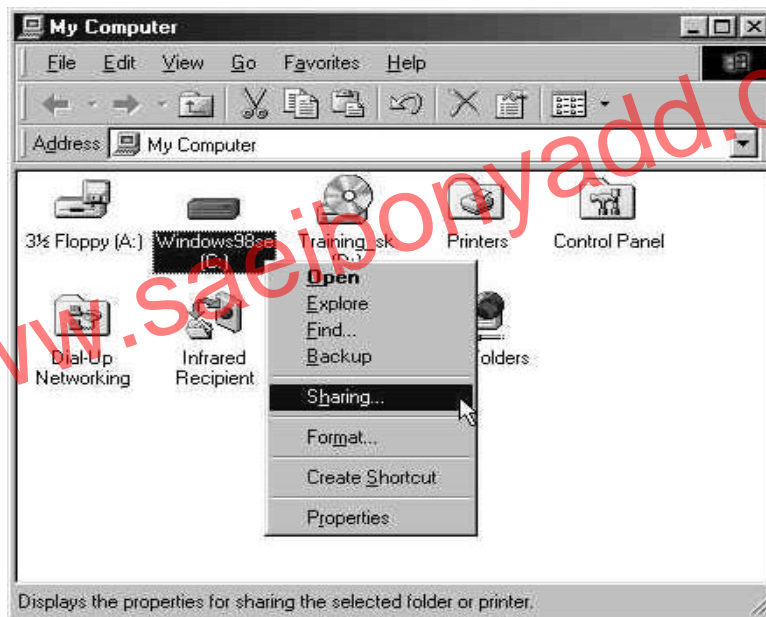 My Computer
File Edit View Go Favorites Help
Address My Computer
3½ Floppy (A:) Windows98se (C:) Training_sk (D:) Printers Control Panel
Dial-Up Networking Infrared Recipient olders
Open
Explore
Find...
Backup
Sharing...
Format...
Create Shortcut
Properties
Displays the properties for sharing the selected folder or printer.
ww.saeibonyadd.c